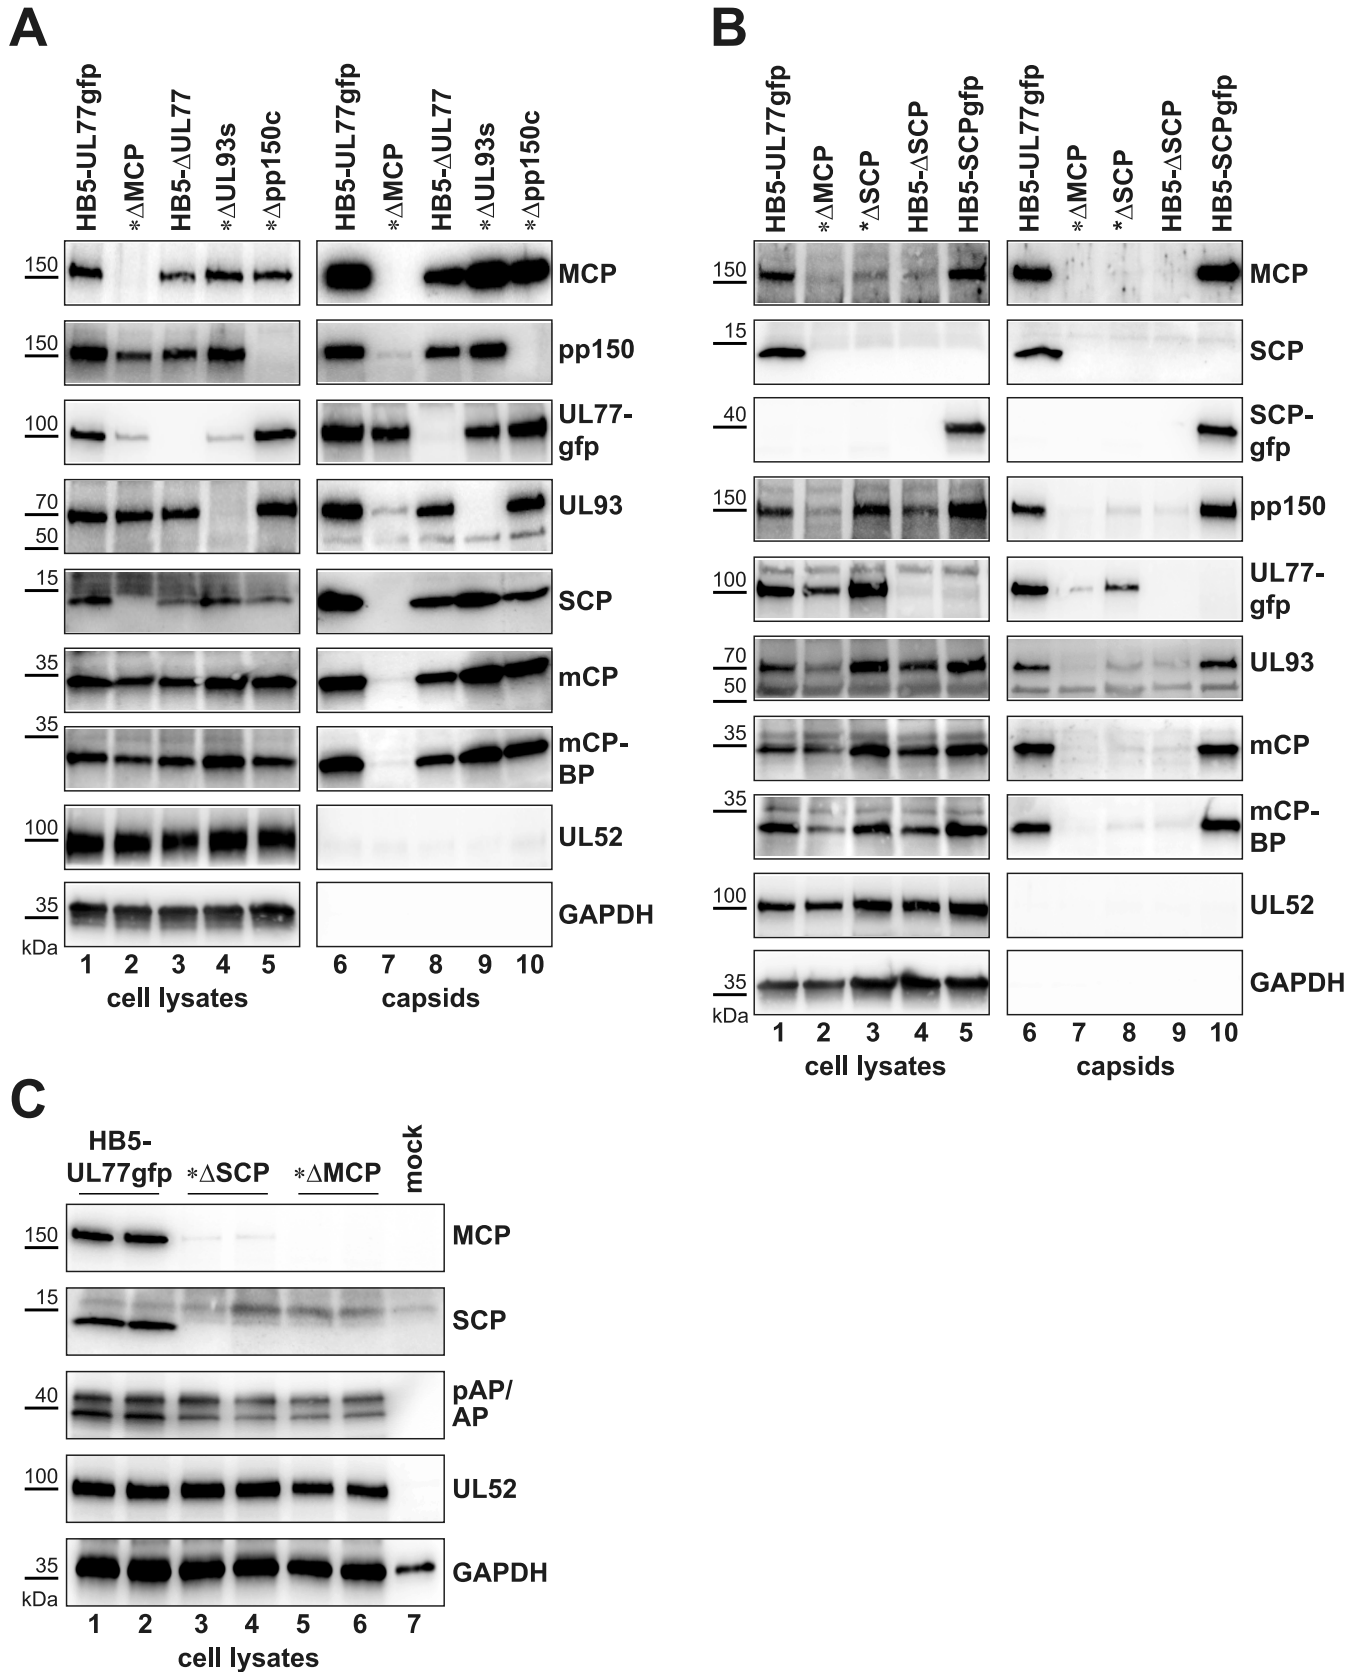 A
HB5-UL77gfp
*ΔMCP
HB5-ΔUL77
*ΔUL93s
*Δpp150c
HB5-UL77gfp
*ΔMCP
HB5-ΔUL77
*ΔUL93s
*Δpp150c
150
MCP
150
pp150
100
UL77-
gfp
70
50
UL93
15
SCP
35
mCP
35
mCP-
BP
100
UL52
35
GAPDH
kDa
1 2 3 4 5 6 7 8 9 10
cell lysates capsids
B
HB5-UL77gfp
*ΔMCP
*ΔSCP
HB5-ΔSCP
HB5-SCPgfp
HB5-UL77gfp
*ΔMCP
*ΔSCP
HB5-ΔSCP
HB5-SCPgfp
150
MCP
15
SCP
40
SCP-
gfp
150
pp150
100
UL77-
gfp
70
50
UL93
35
mCP
35
mCP-
BP
100
UL52
35
GAPDH
kDa
1 2 3 4 5 6 7 8 9 10
cell lysates capsids
C
HB5-
UL77gfp
*ΔSCP
*ΔMCP
mock
150
MCP
15
SCP
40
pAP/
AP
100
UL52
35
GAPDH
kDa
1 2 3 4 5 6 7
cell lysates